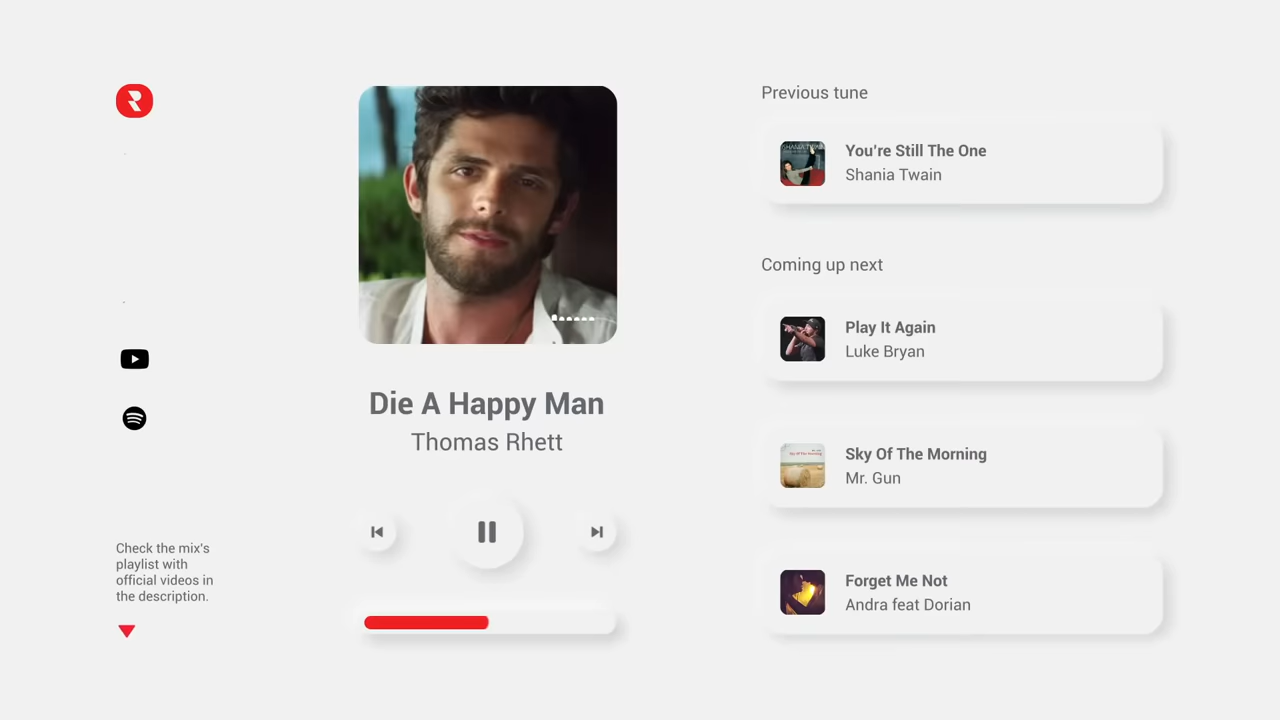 Check the mix's
playlist with
official videos in
the description.
Die A Happy Man
Thomas Rhett
Previous tune
You're Still The One
Shania Twain
Coming up next
Play It Again
Luke Bryan
Sky Of The Morning
Mr. Gun
Forget Me Not
Andra feat Dorian